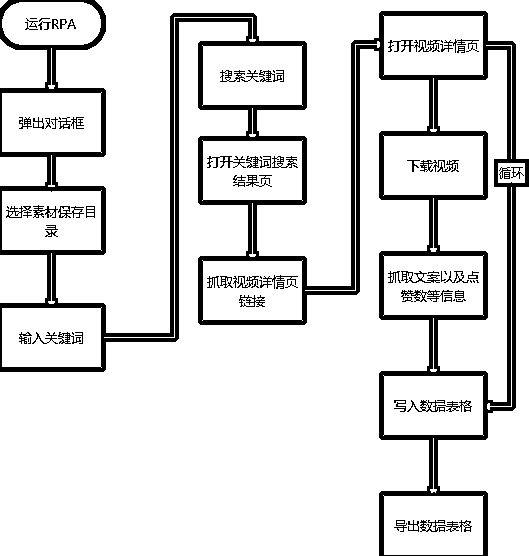 运行RPA
弹出对话框
选择素材保存目
录
输入关键词
搜索关键词
打开关键词搜索
结果页
抓取视频详情页
链接
打开视频详情页
下载视频
循环
抓取文案以及点
赞数等信息
写入数据表格
导出数据表格